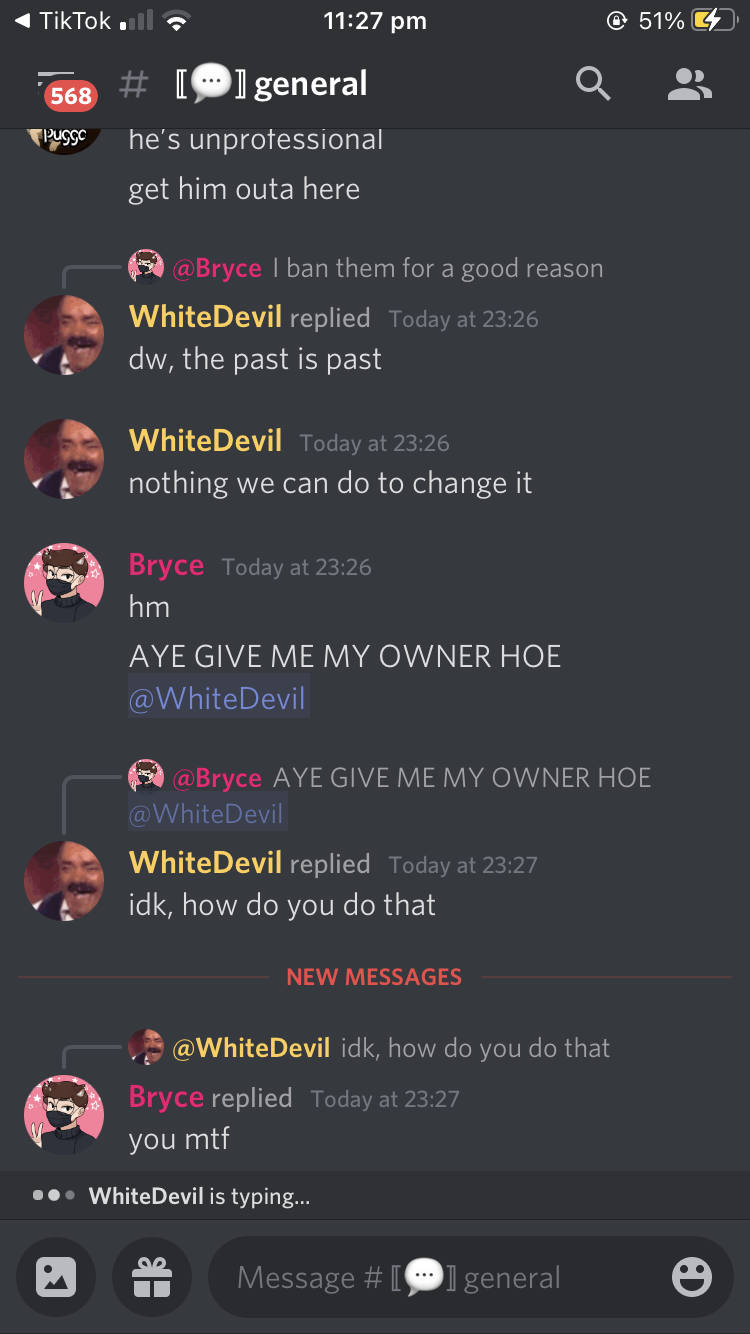 TikTok 11:27 pm 51%
568 # 〚💬〛general
Puggo
he's unprofessional
get him outa here
@Bryce I ban them for a good reason
WhiteDevil replied Today at 23:26
dw, the past is past
WhiteDevil Today at 23:26
nothing we can do to change it
Bryce Today at 23:26
hm
AYE GIVE ME MY OWNER HOE
@WhiteDevil
@Bryce AYE GIVE ME MY OWNER HOE
@WhiteDevil
WhiteDevil replied Today at 23:27
idk, how do you do that
NEW MESSAGES
@WhiteDevil idk, how do you do that
Bryce replied Today at 23:27
you mtf
WhiteDevil is typing...
Message #〚💬〛general